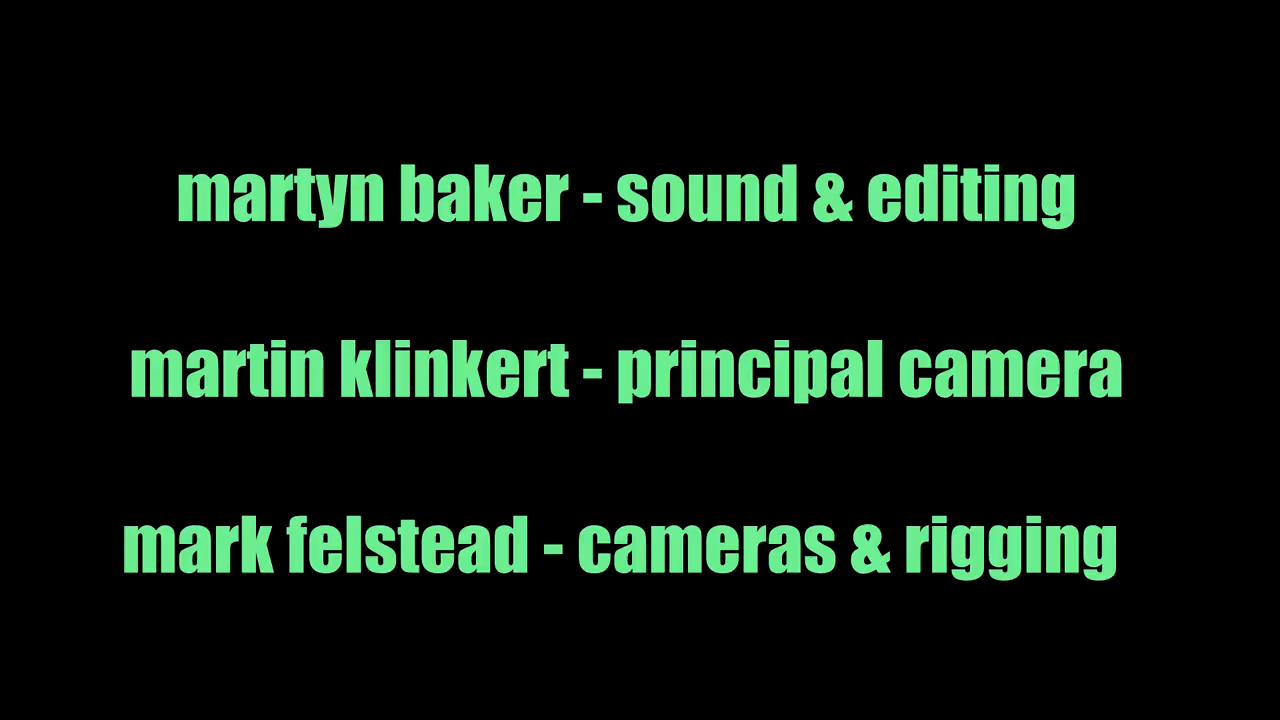 martyn baker - sound & editing
martin klinkert - principal camera
mark felstead - cameras & rigging